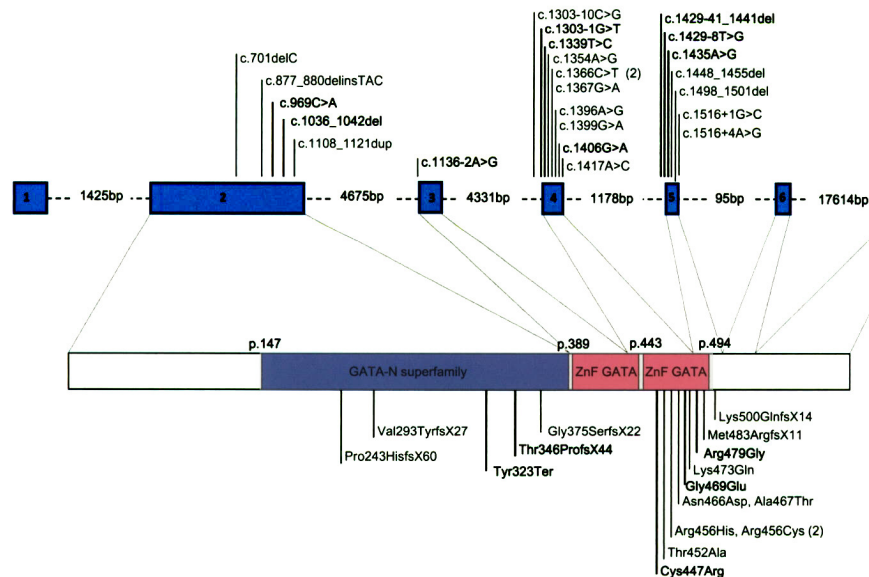 c.701delC
c.877_880delinsTAC
c.969C>A
c.1036_1042del
c.1108_1121dup
c.1136-2A>G
c.1303-10C>G
c.1303-1G>T
c.1339T>C
c.1354A>G
c.1366C>T (2)
c.1367G>A
c.1396A>G
c.1399G>A
c.1406G>A
c.1417A>C
c.1429-41_1441del
c.1429-8T>G
c.1435A>G
c.1448_1455del
c.1498_1501del
c.1516+1G>C
c.1516+4A>G
1 1425bp 2 4675bp 3 4331bp 4 1178bp 5 95bp 6 17614bp
p.147 p.389 p.443 p.494
GATA-N superfamily ZnF GATA ZnF GATA
Pro243HisfsX60
Val293TyrfsX27
Tyr323Ter
Thr346ProfsX44
Gly375SerfsX22
Lys500GlnfsX14
Met483ArgfsX11
Arg479Gly
Lys473Gln
Gly469Glu
Asn466Asp, Ala467Thr
Arg456His, Arg456Cys (2)
Thr452Ala
Cys447Arg